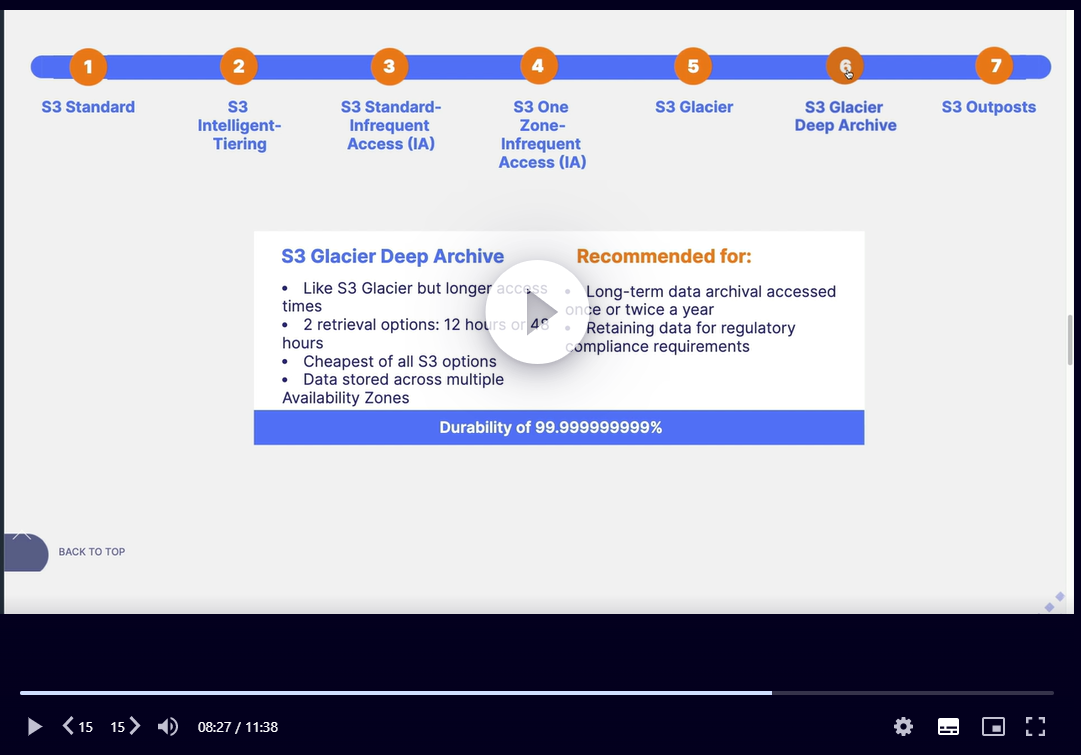 1
2
3
4
5
6
7
S3 Standard
S3
Intelligent-
Tiering
S3 Standard-
Infrequent
Access (IA)
S3 One
Zone-
Infrequent
Access (IA)
S3 Glacier
S3 Glacier
Deep Archive
S3 Outposts
S3 Glacier Deep Archive
• Like S3 Glacier but longer access
times
• 2 retrieval options: 12 hours or 48
hours
• Cheapest of all S3 options
• Data stored across multiple
Availability Zones
Recommended for:
• Long-term data archival accessed
once or twice a year
• Retaining data for regulatory
compliance requirements
Durability of 99.999999999%
BACK TO TOP
15
15
08:27 / 11:38